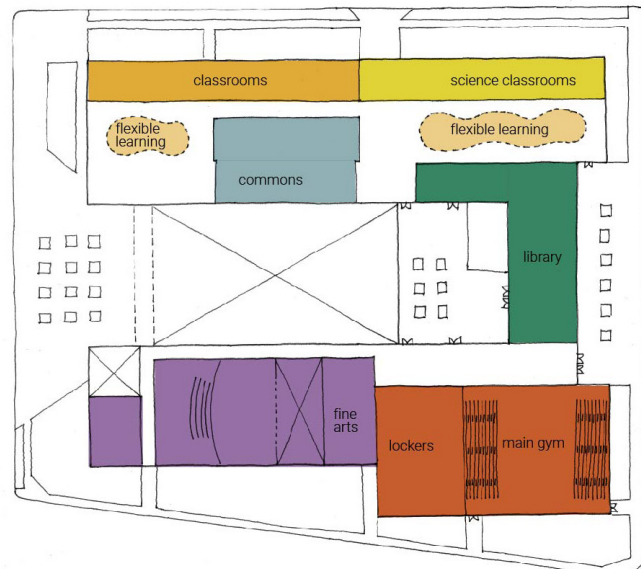 classrooms
science classrooms
flexible
learning
flexible learning
commons
library
fine
arts
lockers
main gym